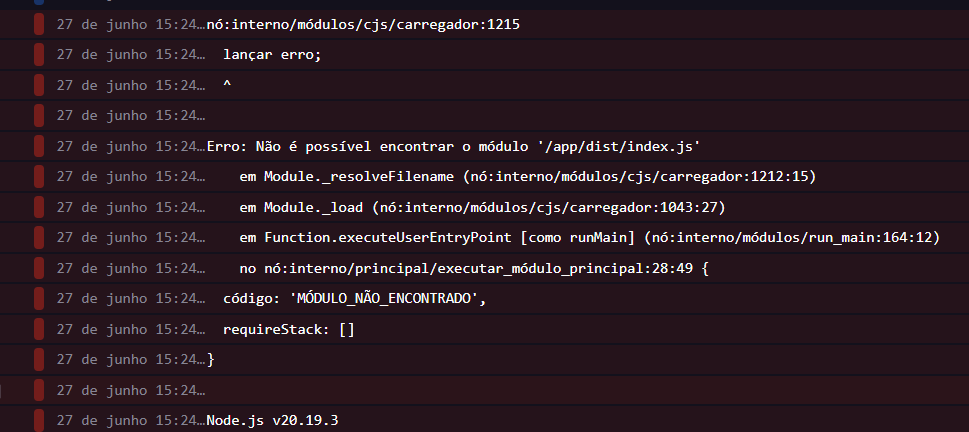 27 de junho 15:24…nó:interno/módulos/cjs/carregador:1215
27 de junho 15:24… lançar erro;
27 de junho 15:24… ^
27 de junho 15:24…
27 de junho 15:24…Erro: Não é possível encontrar o módulo '/app/dist/index.js'
27 de junho 15:24… em Module._resolveFilename (nó:interno/módulos/cjs/carregador:1212:15)
27 de junho 15:24… em Module._load (nó:interno/módulos/cjs/carregador:1043:27)
27 de junho 15:24… em Function.executeUserEntryPoint [como runMain] (nó:interno/módulos/run_main:164:12)
27 de junho 15:24… no nó:interno/principal/executar_módulo_principal:28:49 {
27 de junho 15:24… código: 'MÓDULO_NÃO_ENCONTRADO',
27 de junho 15:24… requireStack: []
27 de junho 15:24…}
27 de junho 15:24…
27 de junho 15:24…Node.js v20.19.3